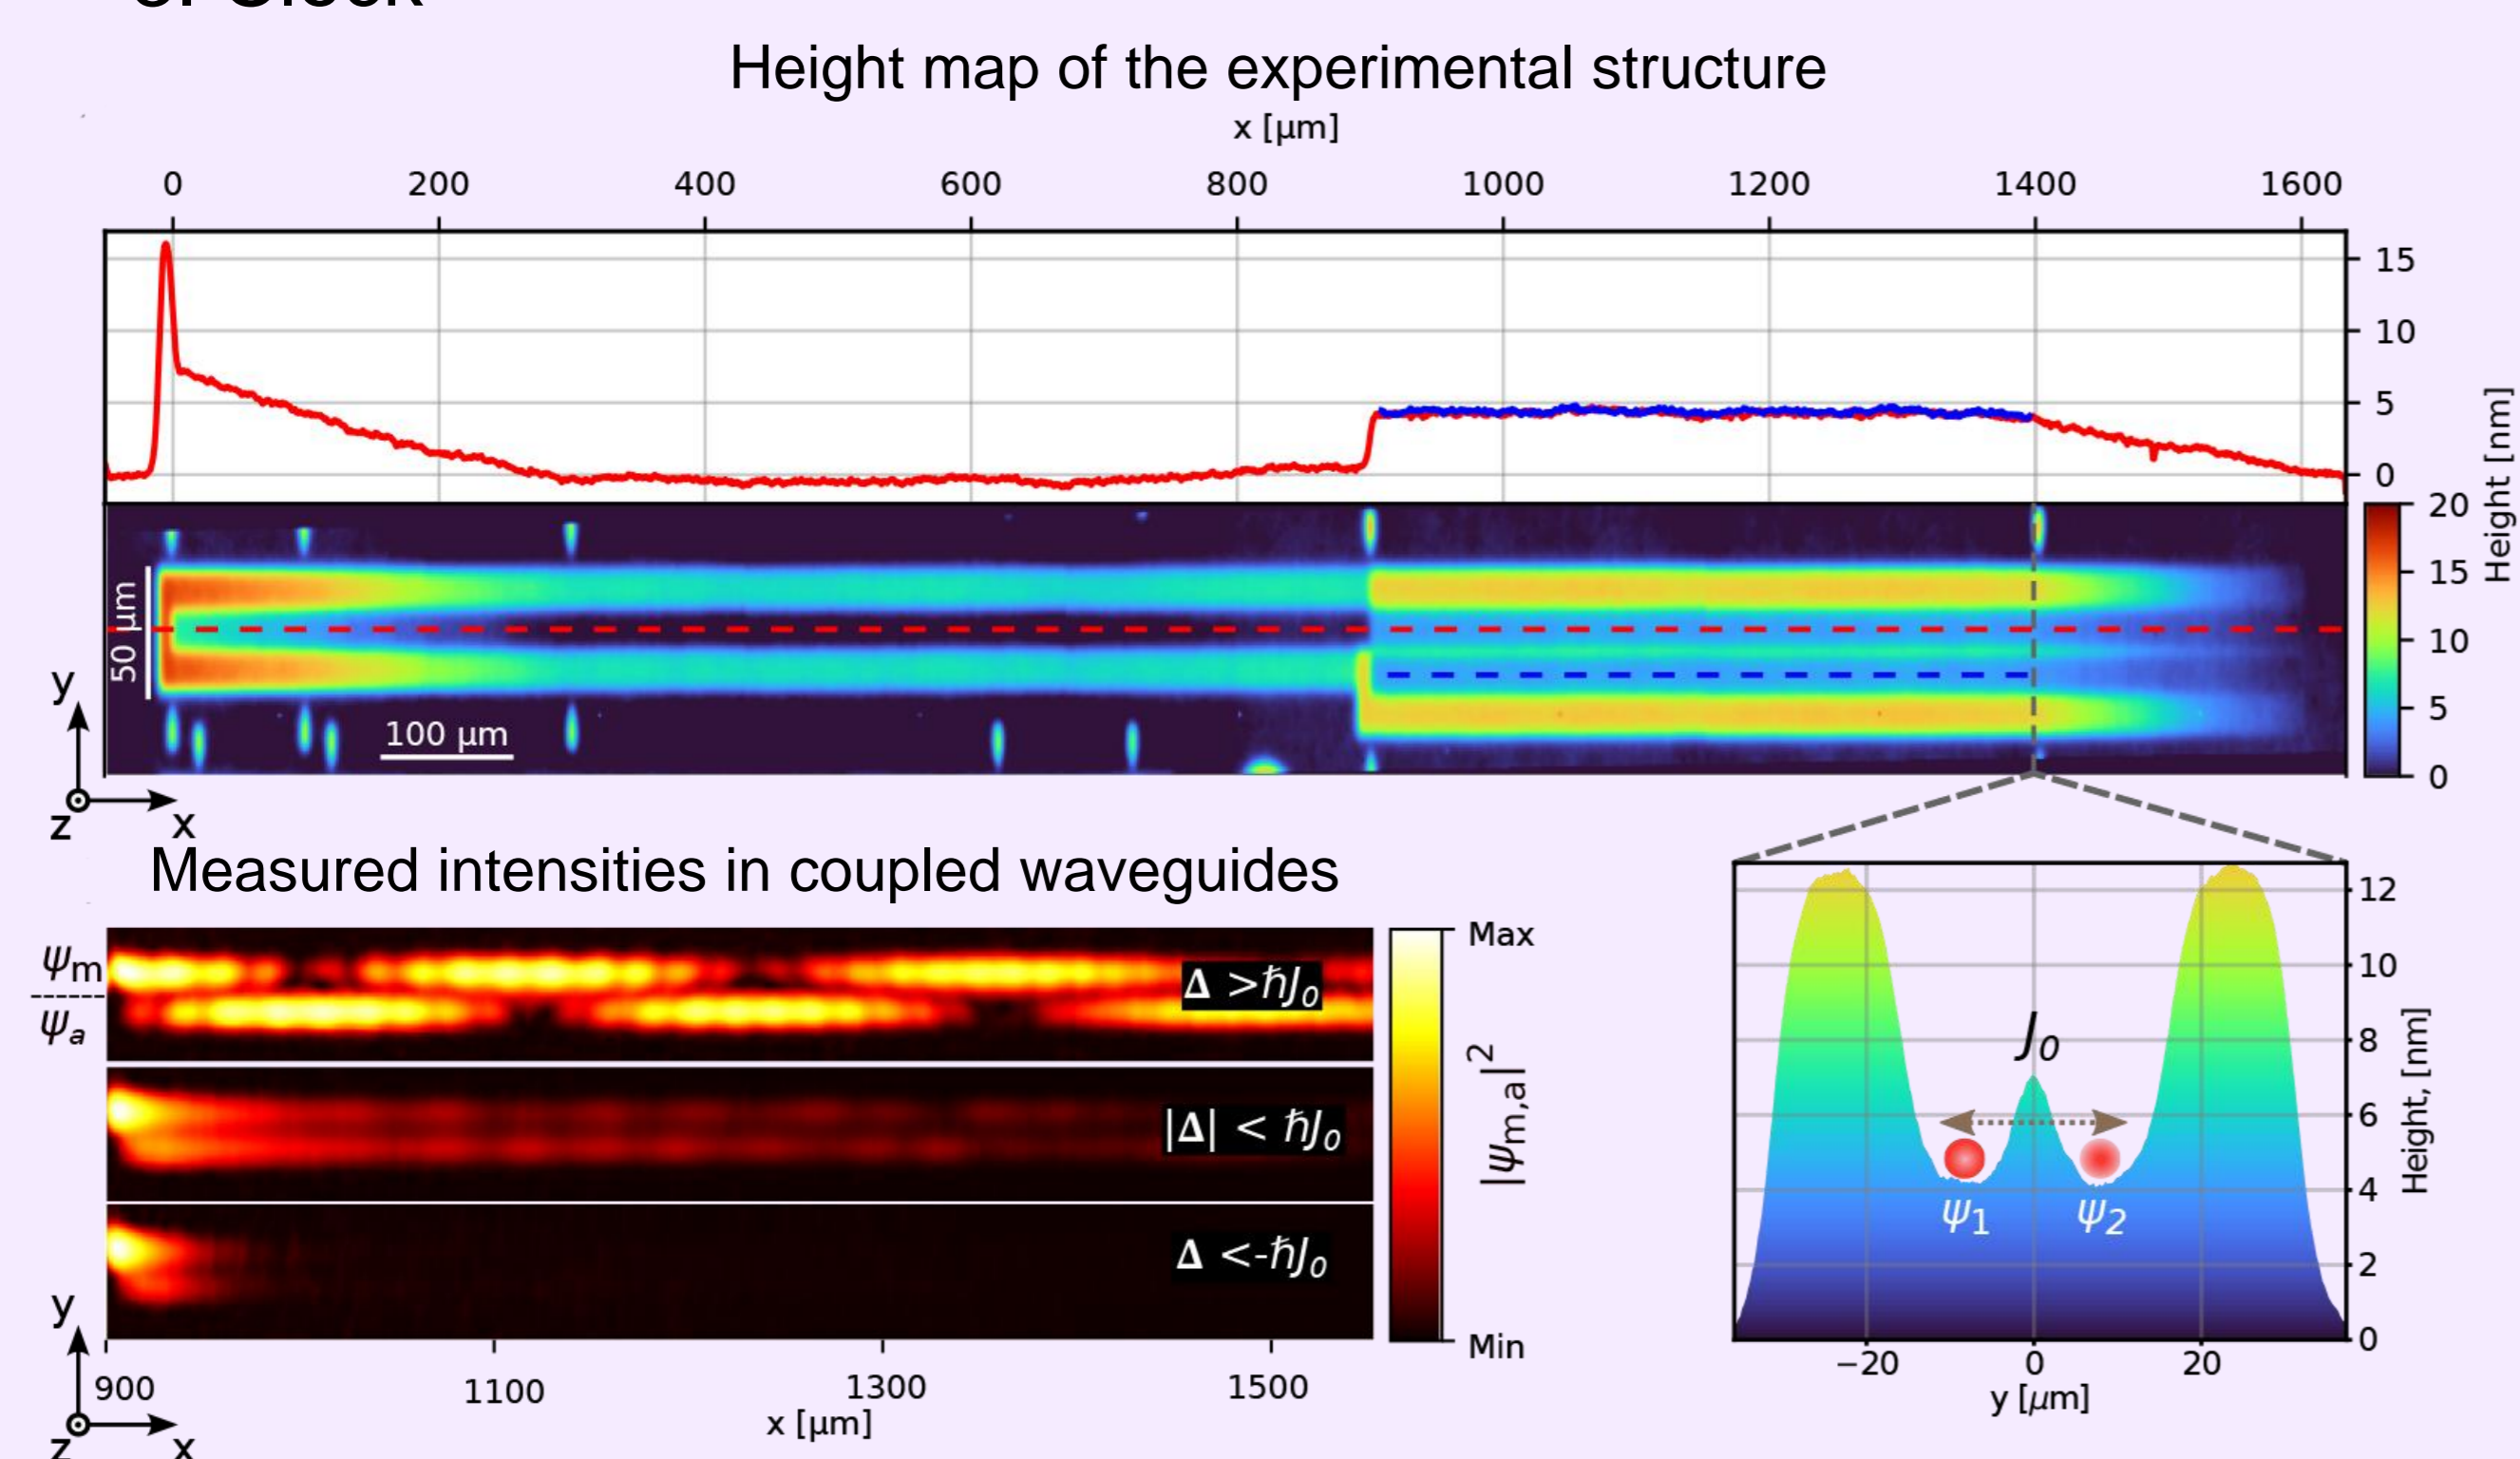 Height map of the experimental structure
x [μm]
0 200 400 600 800 1000 1200 1400 1600
15
10
5
0
Height [nm]
20
15
10
5
0
50 μm
100 μm
y
z
x
Measured intensities in coupled waveguides
ψm
ψa
Δ >ℏJ0
|Δ| < ℏJ0
Δ <-ℏJ0
Max
|ψm,a|²
Min
y
z
x
900 1100 1300 1500
x [μm]
J0
ψ1 ψ2
12
10
8
6
4
2
0
Height, [nm]
−20 0 20
y [μm]